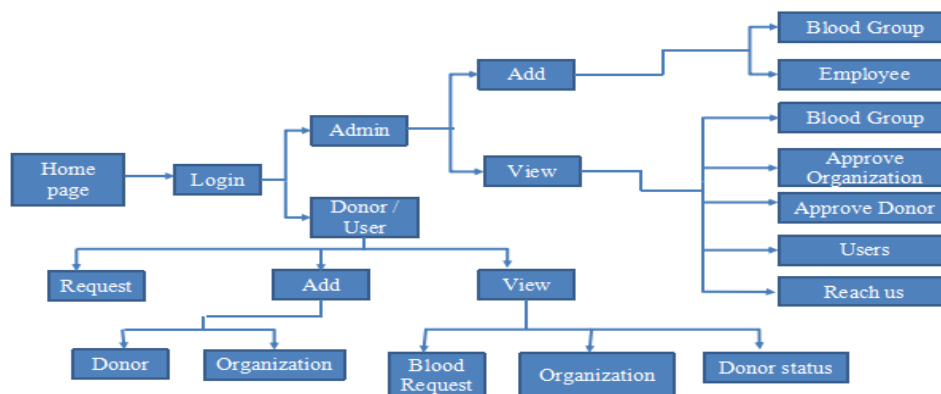 Blood Group
Add
Employee
Admin
Blood Group
Home
page
Login
View
Approve
Organization
Donor /
User
Approve Donor
Users
Request
Add
View
Reach us
Donor
Organization
Blood
Request
Organization
Donor status